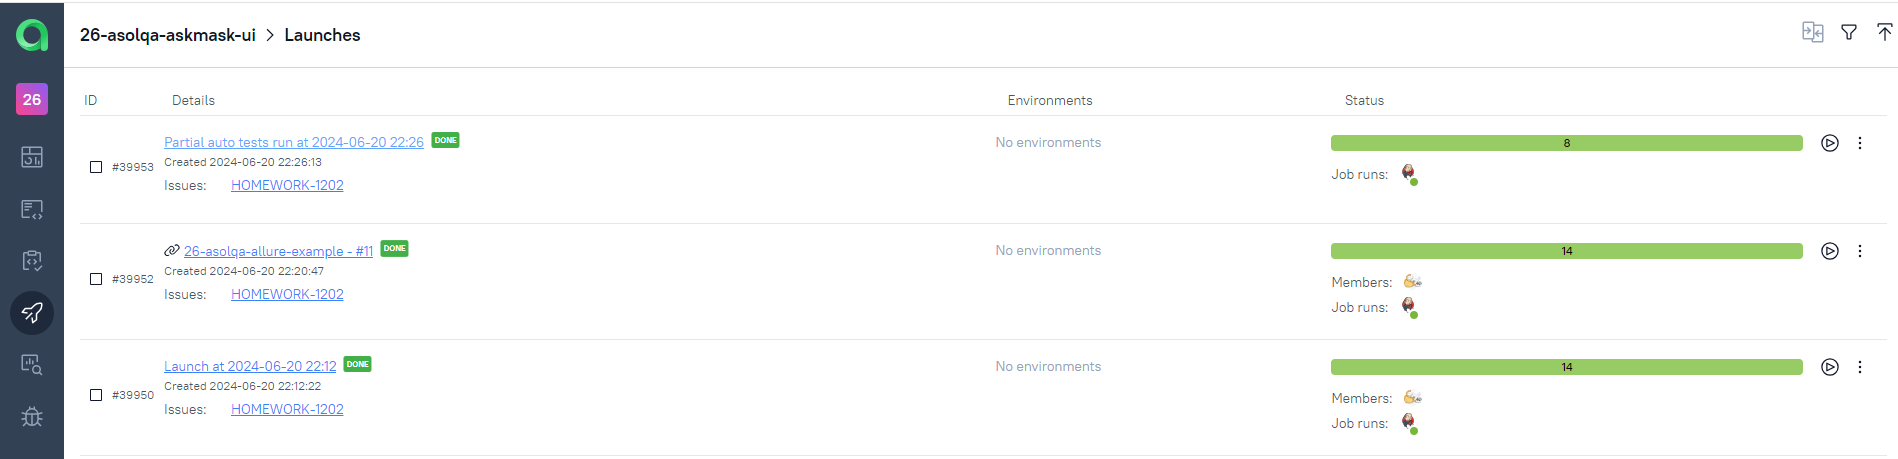 26-asolqa-askmask-ui > Launches
26
ID Details Environments Status
Partial auto tests run at 2024-06-20 22:26 DONE No environments 8
Created 2024-06-20 22:26:13
#39953
Job runs:
Issues: HOMEWORK-1202
26-asolqa-allure-example - #11 DONE No environments 14
Created 2024-06-20 22:20:47
#39952
Members:
Issues: HOMEWORK-1202
Job runs:
Launch at 2024-06-20 22:12 DONE No environments 14
Created 2024-06-20 22:12:22
#39950
Members:
Issues: HOMEWORK-1202
Job runs: